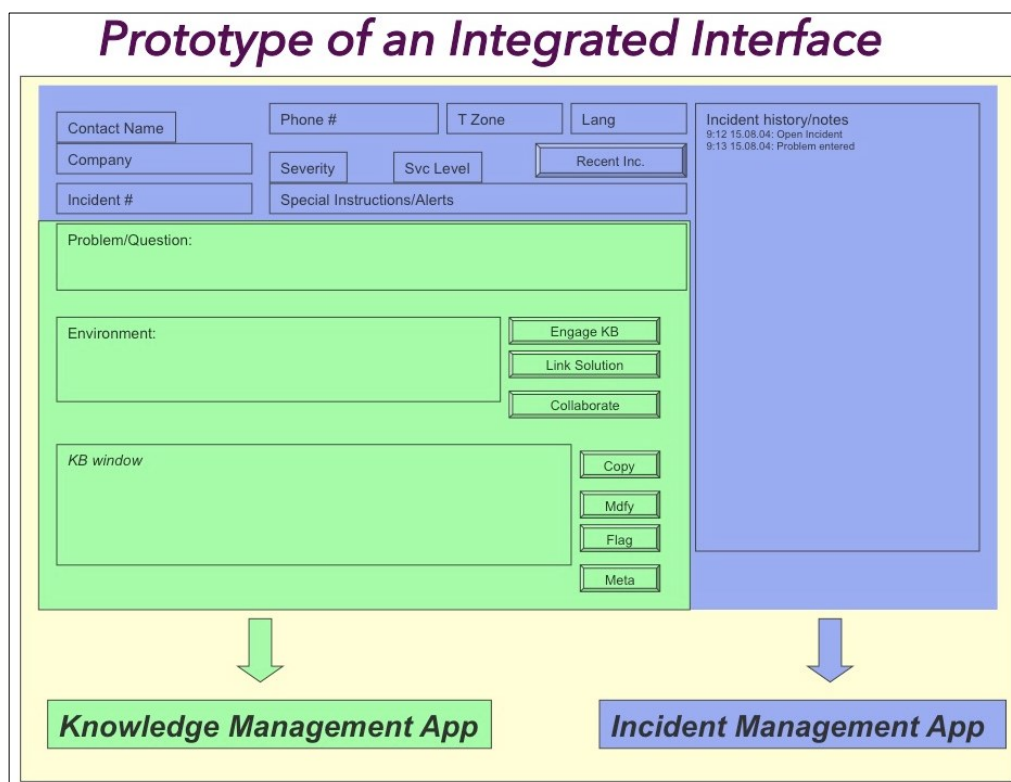 Prototype of an Integrated Interface
Contact Name
Phone #
T Zone
Lang
Company
Severity
Svc Level
Recent Inc.
Incident #
Special Instructions/Alerts
Incident history/notes
9:12 15.08.04: Open Incident
9:13 15.08.04: Problem entered
Problem/Question:
Environment:
Engage KB
Link Solution
Collaborate
KB window
Copy
Mdfy
Flag
Meta
Knowledge Management App
Incident Management App